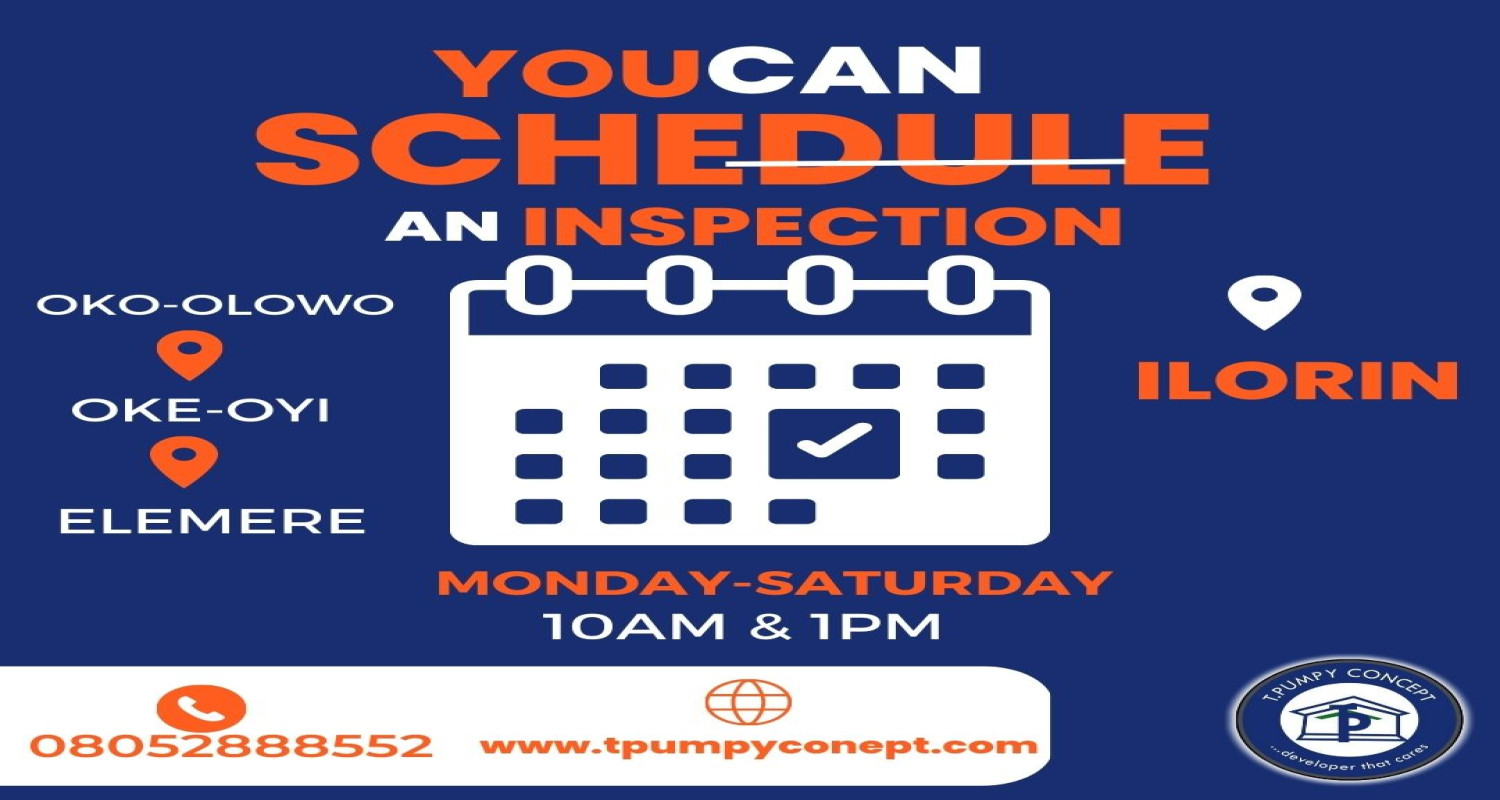 YOUCAN
SCHEDULE
AN INSPECTION
OKO-OLOWO
OKE-OYI
ELEMERE
ILORIN
MONDAY-SATURDAY
10AM & 1PM
08052888552
www.tpumpyconept.com
T.PUMPY CONCEPT
TP
...developer that cares